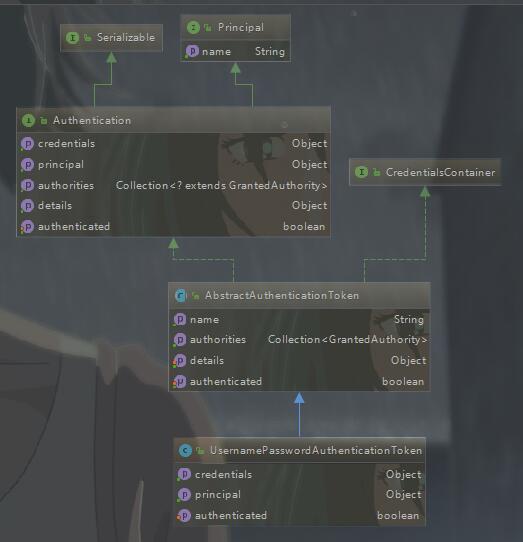 Serializable
Principal
name String
Authentication
credentials Object
principal Object
authorities Collection<? extends GrantedAuthority>
details Object
authenticated boolean
CredentialsContainer
AbstractAuthenticationToken
name String
authorities Collection<GrantedAuthority>
details Object
authenticated boolean
UsernamePasswordAuthenticationToken
credentials Object
principal Object
authenticated boolean